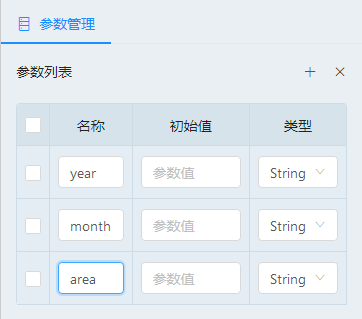 参数管理
参数列表
名称 初始值 类型
year 参数值 String
month 参数值 String
area 参数值 String